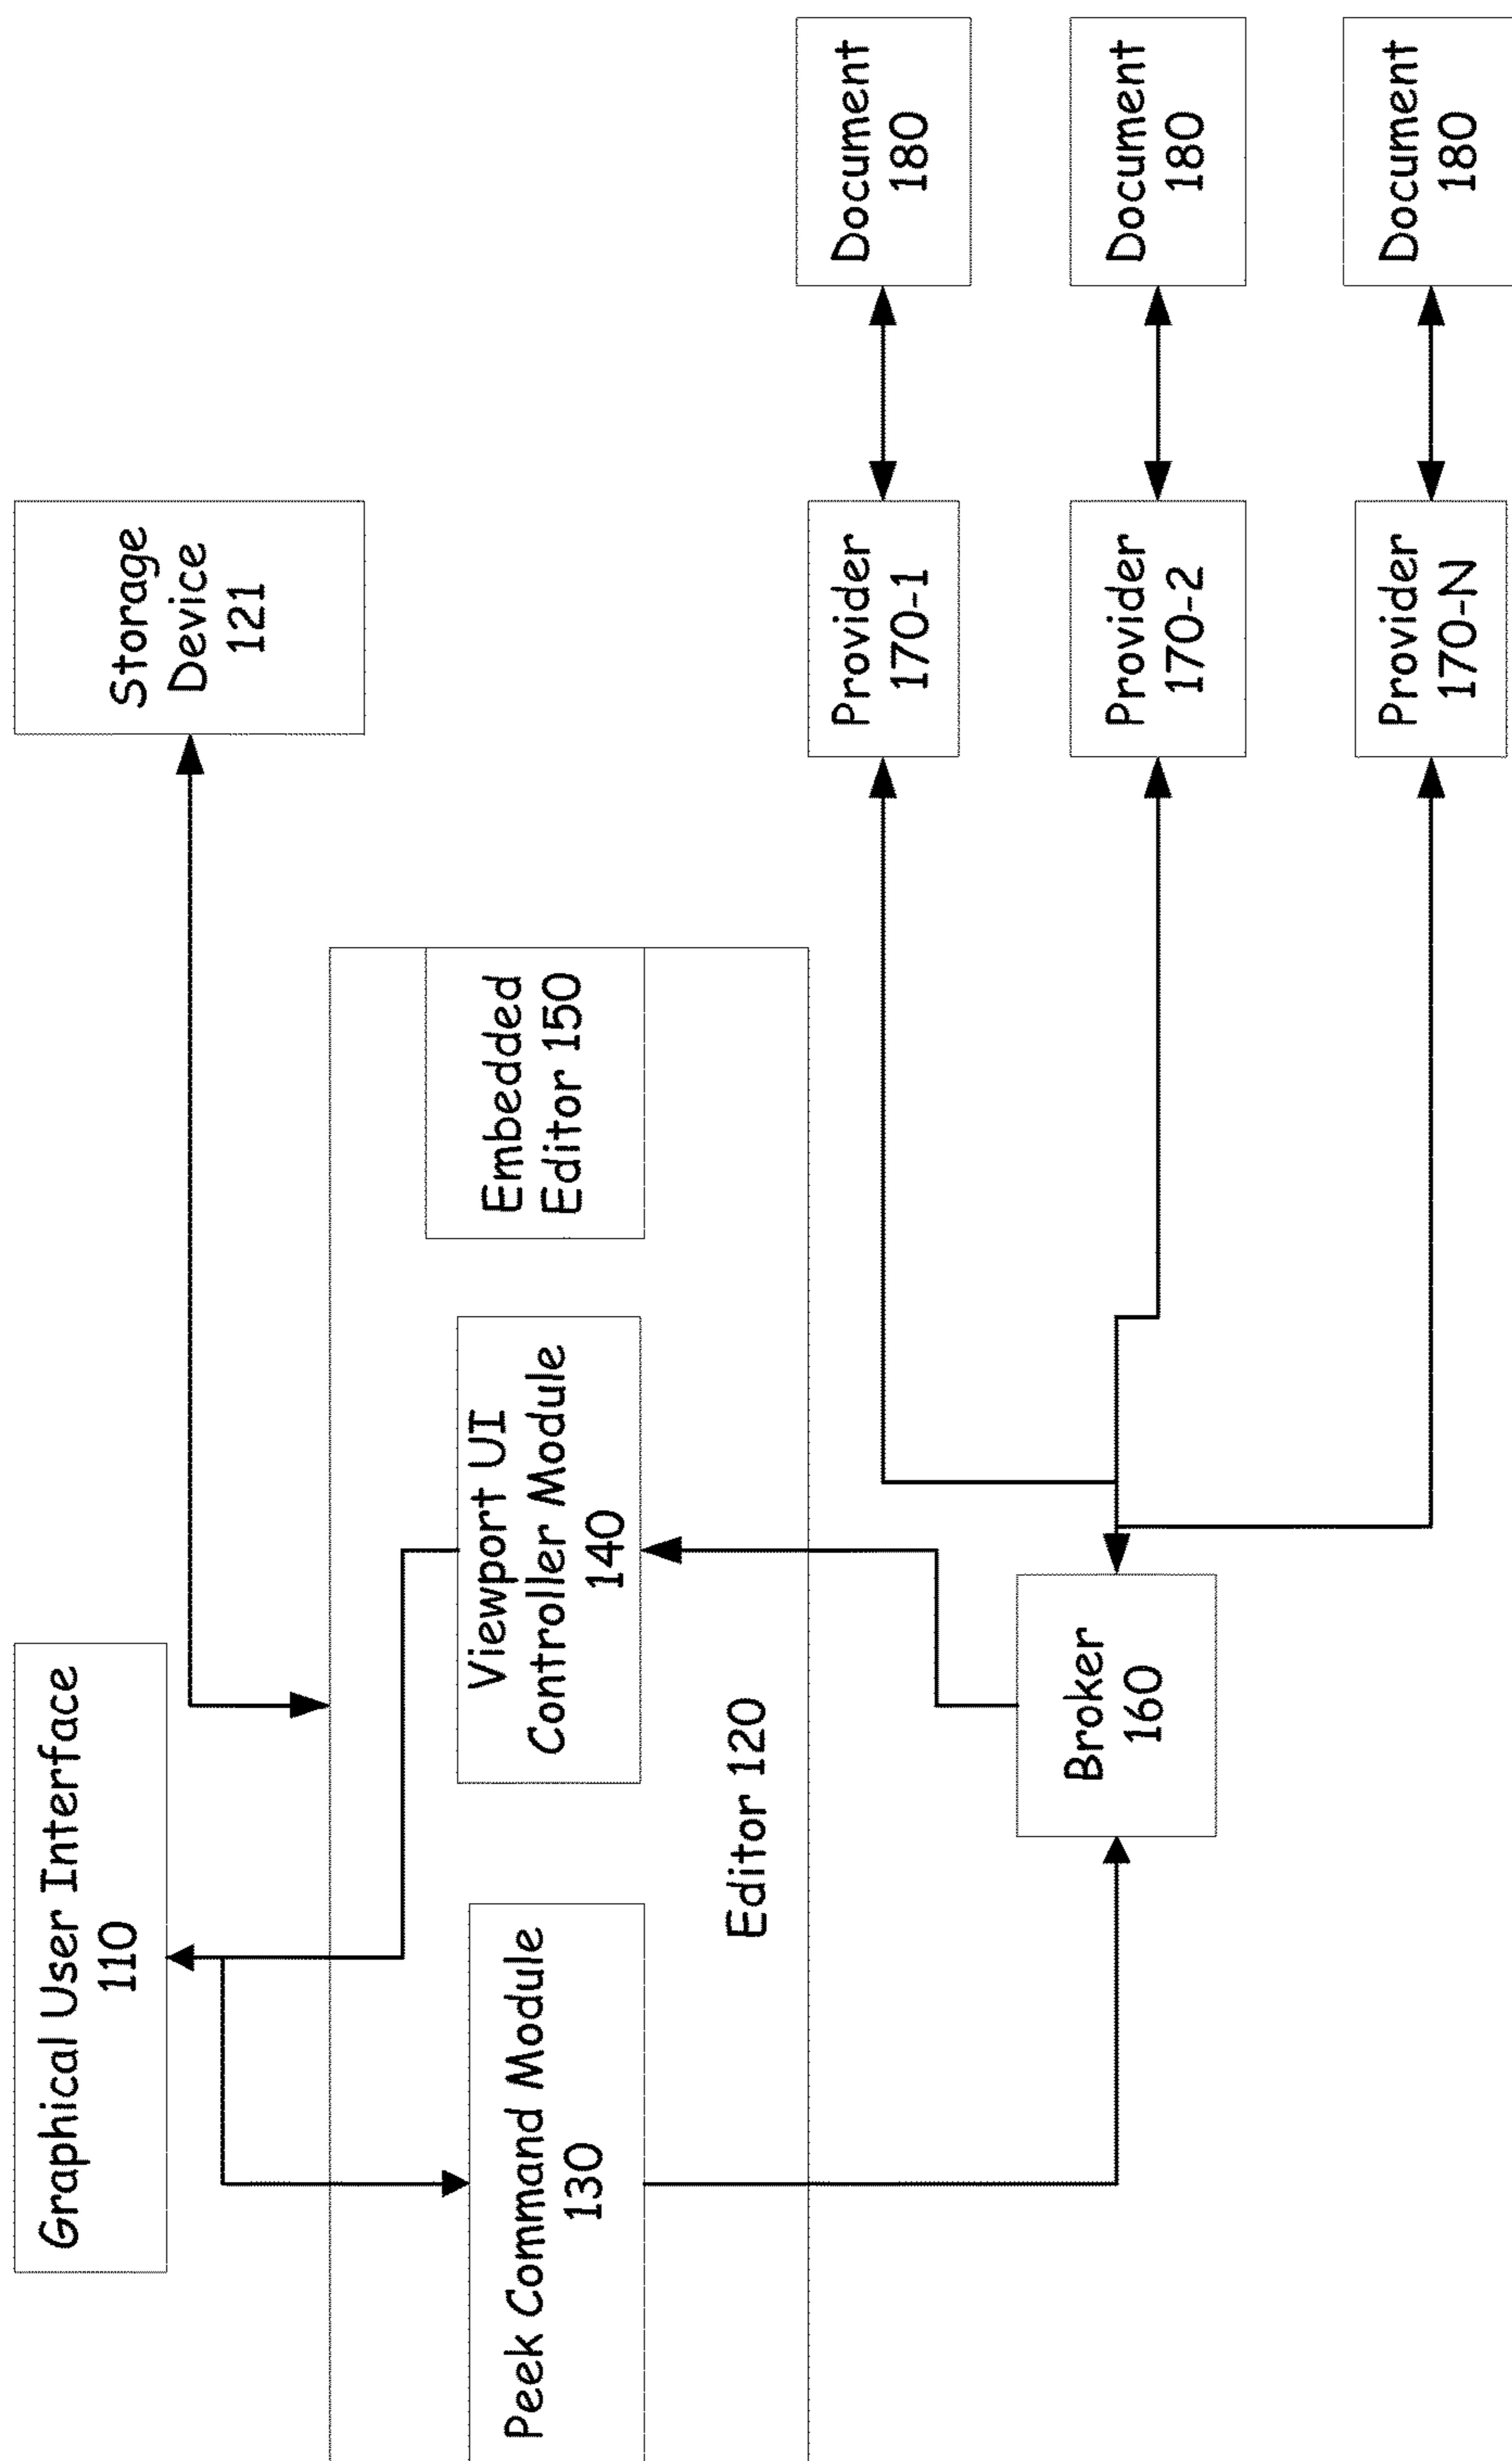 Graphical User Interface
110
Storage
Device
121
Peek Command Module
130
Viewport UI
Controller Module
140
Embedded
Editor 150
Editor 120
Broker
160
Provider
170-1
Document
180
Provider
170-2
Document
180
Provider
170-N
Document
180